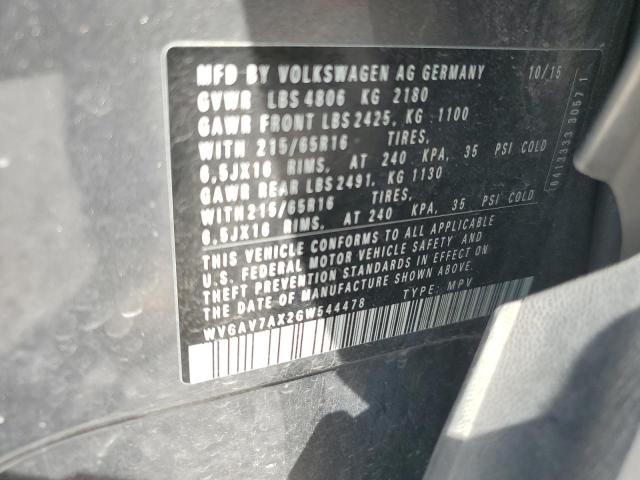 MFD BY VOLKSWAGEN AG GERMANY 10/15
GVWR LBS 4806 KG 2180
GAWR FRONT LBS 2425, KG 1100
WITH 215/65R16 TIRES,
6,5JX16 RIMS, AT 240 KPA, 35 PSI COLD
GAWR REAR LBS 2491, KG 1130
WITH 215/65R16 TIRES,
6,5JX16 RIMS, AT 240 KPA, 35 PSI COLD
THIS VEHICLE CONFORMS TO ALL APPLICABLE
U.S. FEDERAL MOTOR VEHICLE SAFETY AND
THEFT PREVENTION STANDARDS IN EFFECT ON
THE DATE OF MANUFACTURE SHOWN ABOVE.
WVGAV7AX2GW544478 TYPE: MPV
0413333 3057 1